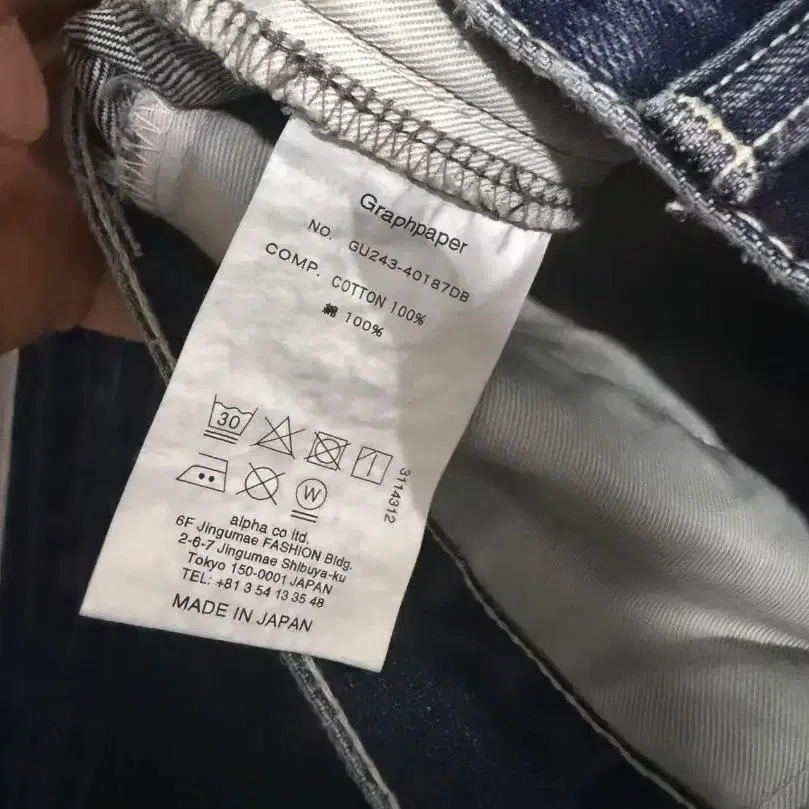 Graphpaper
No. GU243-40187DB
COMP. COTTON 100%
綿 100%
30
W
3114312
alpha co ltd.
6F Jingumae FASHION Bldg.
2-6-7 Jingumae Shibuya-ku
Tokyo 150-0001 JAPAN
TEL: +81 3 54 13 35 48
MADE IN JAPAN